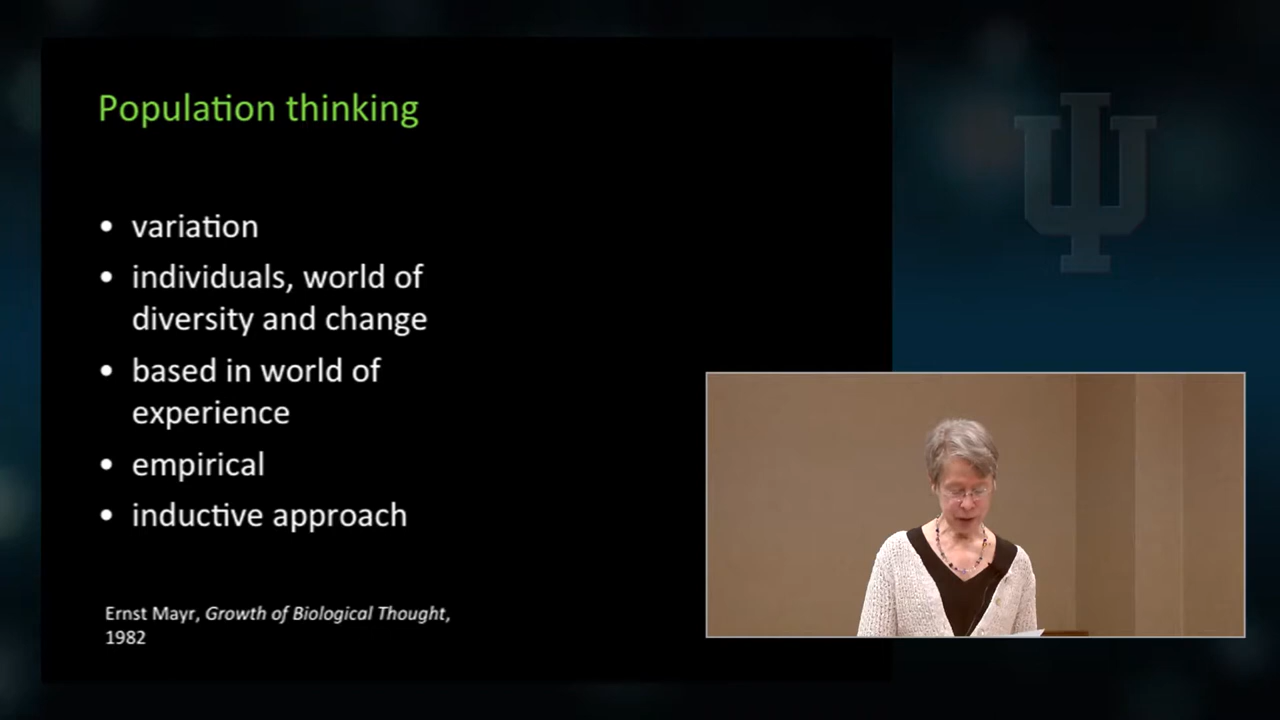 Population thinking
• variation
• individuals, world of
diversity and change
• based in world of
experience
• empirical
• inductive approach
Ernst Mayr, Growth of Biological Thought,
1982